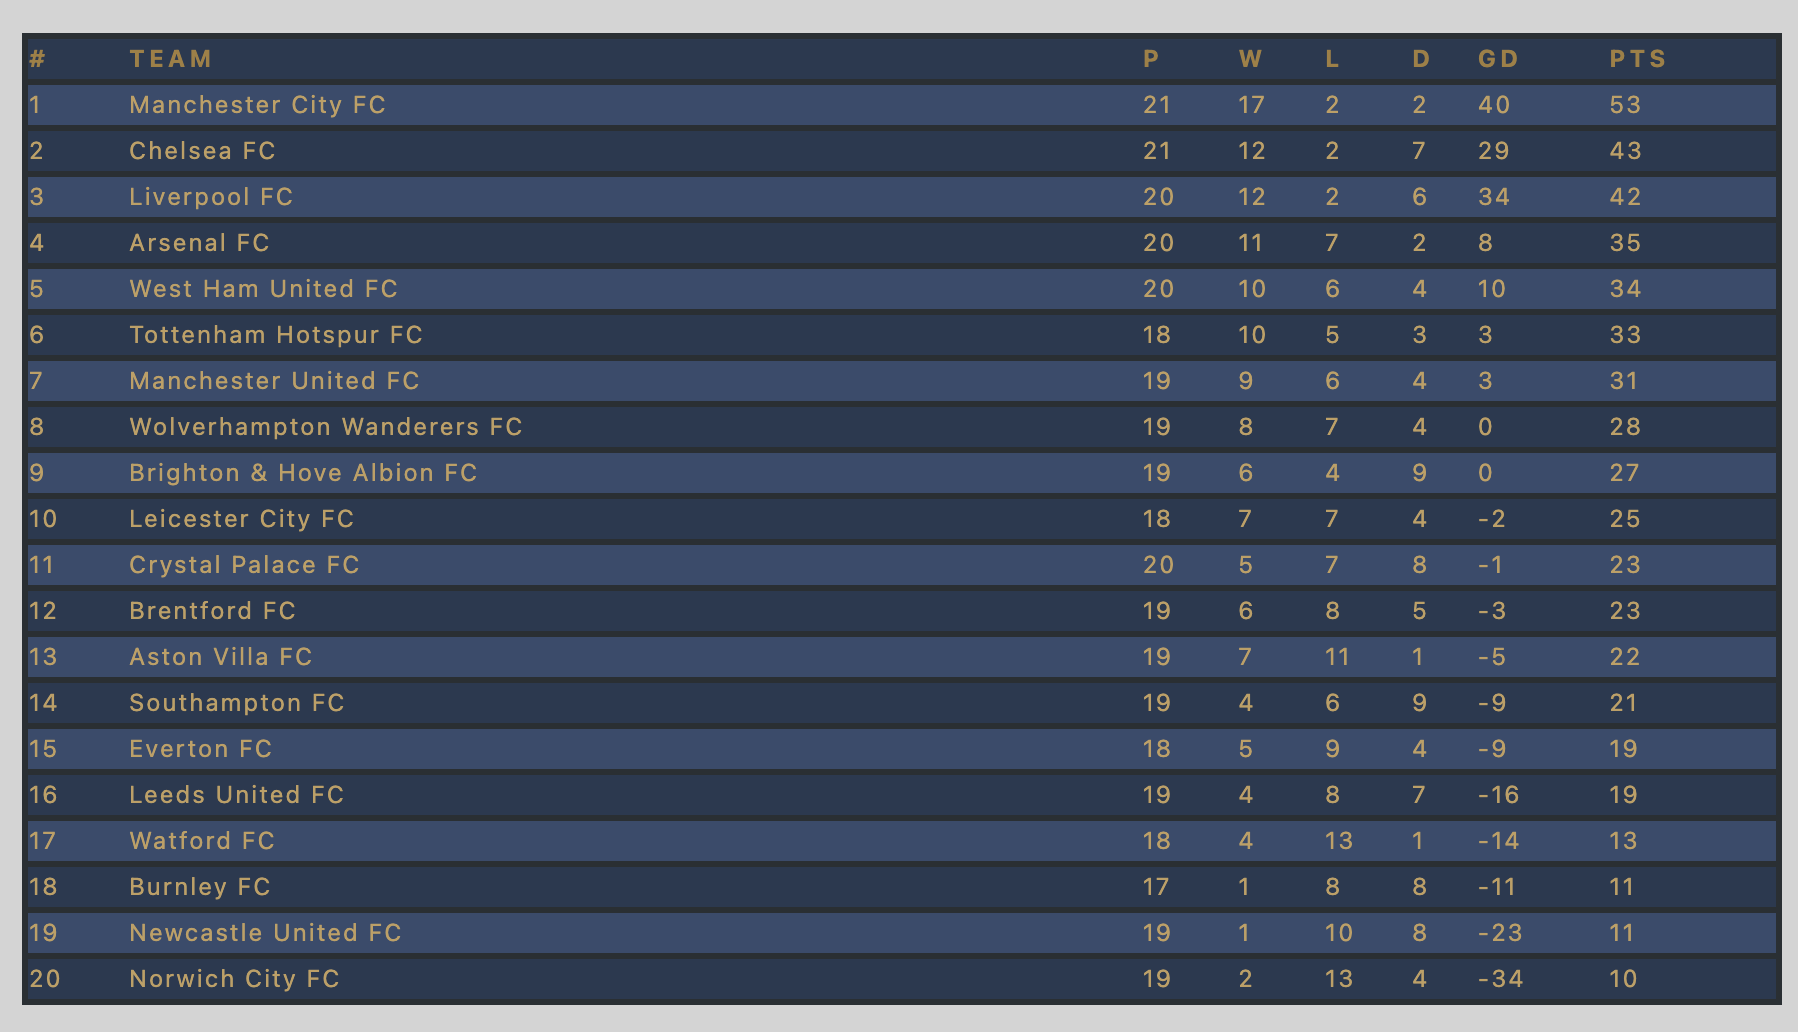 # TEAM P W L D GD PTS
1 Manchester City FC 21 17 2 2 40 53
2 Chelsea FC 21 12 2 7 29 43
3 Liverpool FC 20 12 2 6 34 42
4 Arsenal FC 20 11 7 2 8 35
5 West Ham United FC 20 10 6 4 10 34
6 Tottenham Hotspur FC 18 10 5 3 3 33
7 Manchester United FC 19 9 6 4 3 31
8 Wolverhampton Wanderers FC 19 8 7 4 0 28
9 Brighton & Hove Albion FC 19 6 4 9 0 27
10 Leicester City FC 18 7 7 4 -2 25
11 Crystal Palace FC 20 5 7 8 -1 23
12 Brentford FC 19 6 8 5 -3 23
13 Aston Villa FC 19 7 11 1 -5 22
14 Southampton FC 19 4 6 9 -9 21
15 Everton FC 18 5 9 4 -9 19
16 Leeds United FC 19 4 8 7 -16 19
17 Watford FC 18 4 13 1 -14 13
18 Burnley FC 17 1 8 8 -11 11
19 Newcastle United FC 19 1 10 8 -23 11
20 Norwich City FC 19 2 13 4 -34 10